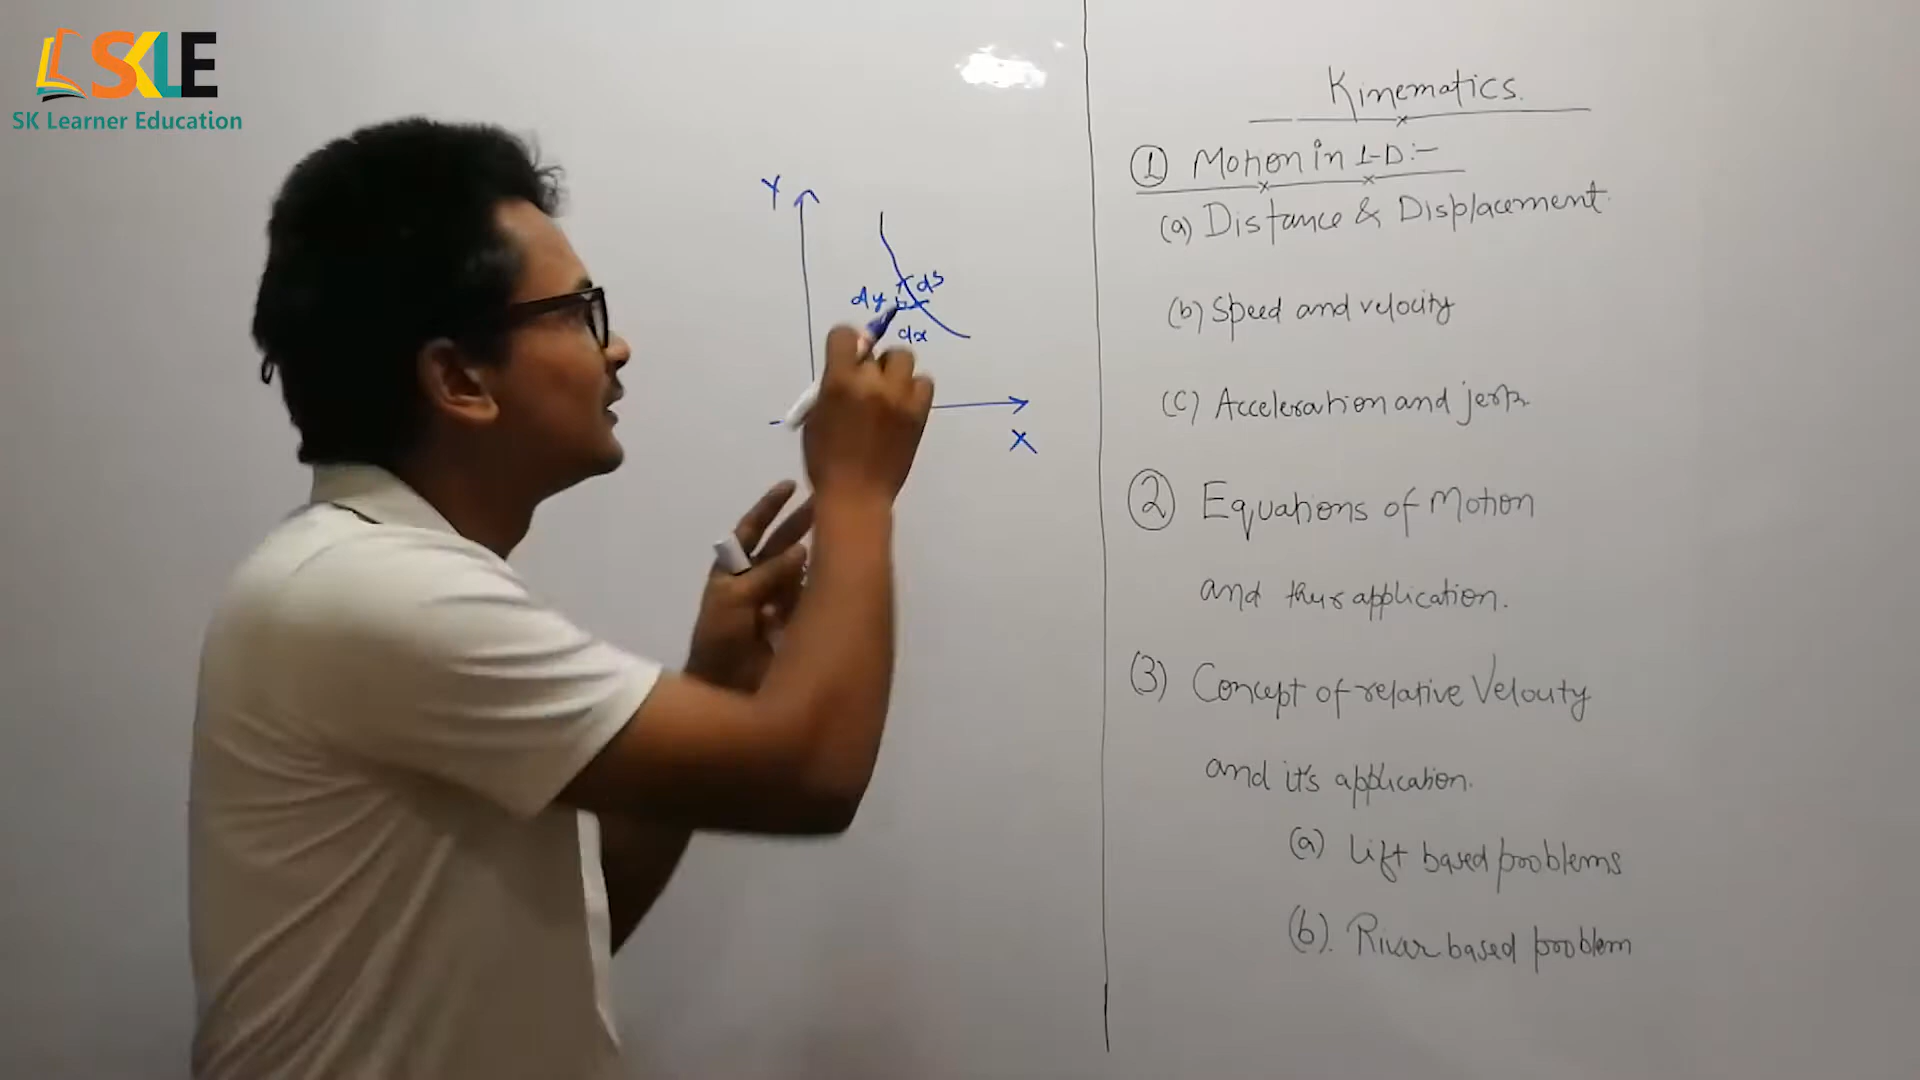 SKLE
SK Learner Education
Y
ds
dy
dx
X
Kinematics.
① Motion in 1-D:-
(a) Distance & Displacement
(b) Speed and velocity
(c) Acceleration and jerk
② Equations of Motion
and their application.
(3) Concept of relative Velocity
and it's application.
(a) Lift based problems
(b). River based problem